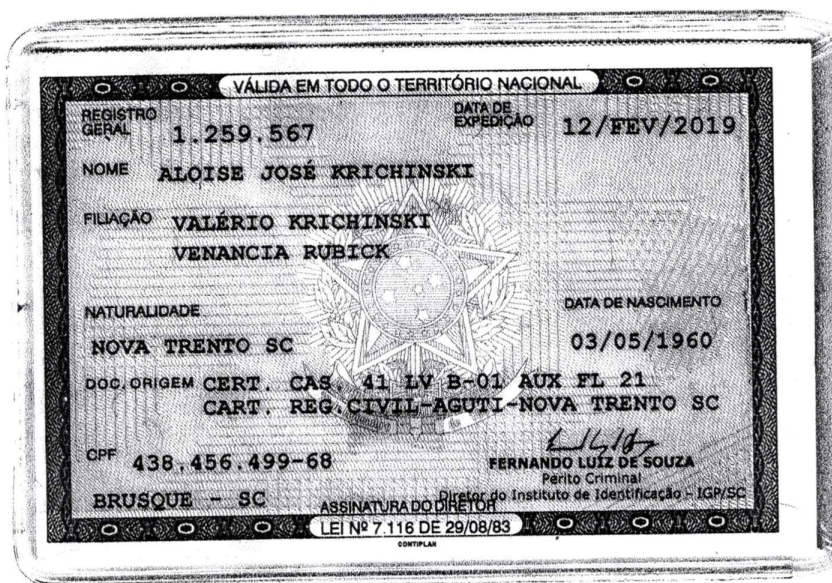 VÁLIDA EM TODO O TERRITÓRIO NACIONAL
REGISTRO GERAL 1.259.567 DATA DE EXPEDIÇÃO 12/FEV/2019
NOME ALOISE JOSÉ KRICHINSKI
FILIAÇÃO VALÉRIO KRICHINSKI
VENANCIA RUBICK
NATURALIDADE DATA DE NASCIMENTO
NOVA TRENTO SC 03/05/1960
DOC. ORIGEM CERT. CAS. 41 LV B-01 AUX FL 21
CART. REG.CIVIL-AGUTI-NOVA TRENTO SC
CPF 438.456.499-68
FERNANDO LUIZ DE SOUZA
Perito Criminal
BRUSQUE - SC Diretor do Instituto de Identificação - IGP/SC
ASSINATURA DO DIRETOR
LEI Nº 7.116 DE 29/08/83
CONTIPLAN